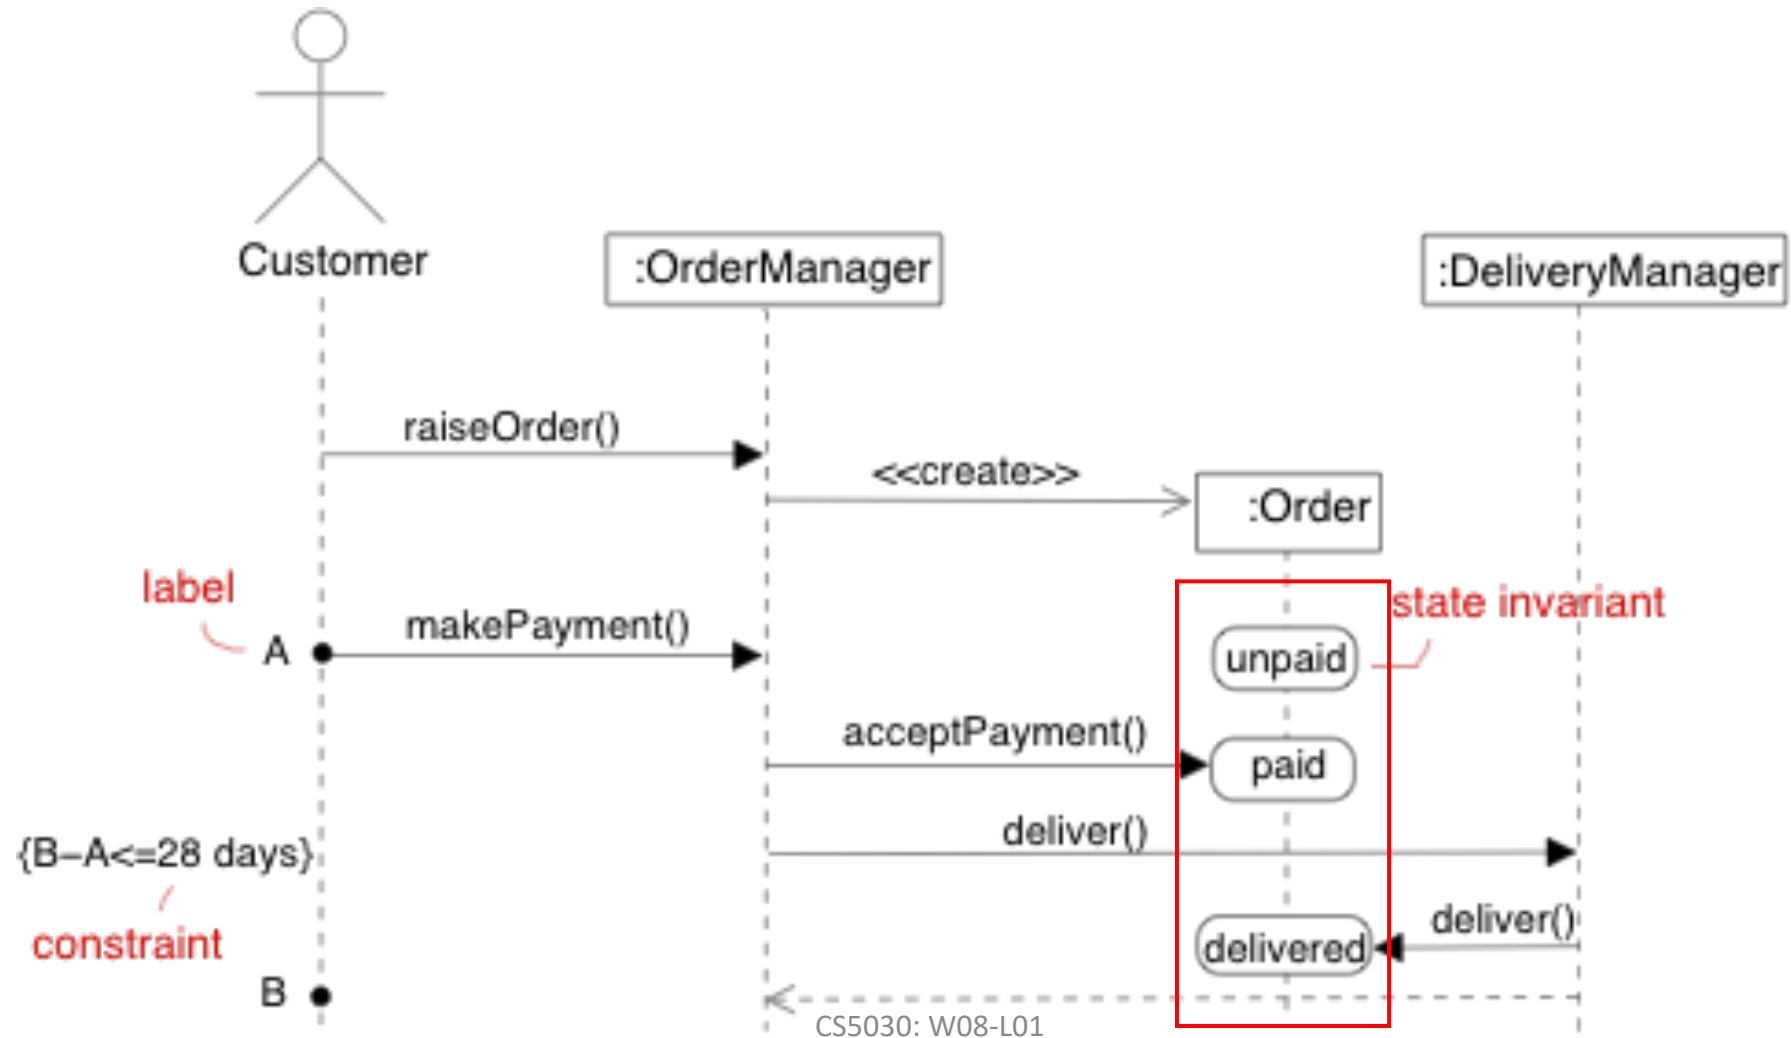 Customer
:OrderManager
:DeliveryManager
raiseOrder()
<<create>>
:Order
label
state invariant
A
makePayment()
unpaid
acceptPayment()
paid
deliver()
{B–A<=28 days}
constraint
deliver()
delivered
B
CS5030: W08-L01